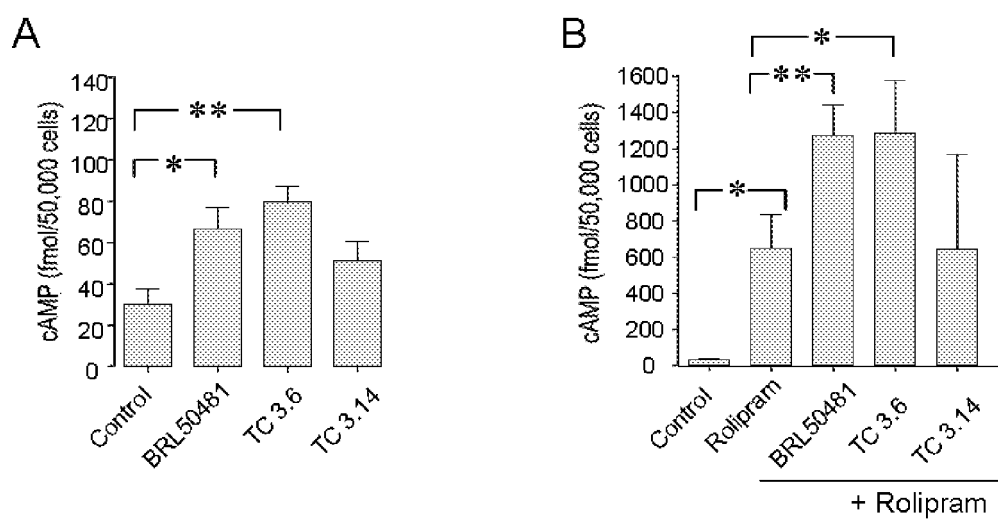 A
cAMP (fmol/50,000 cells)
140
120
100
80
60
40
20
0
**
*
Control
BRL50481
TC 3.6
TC 3.14
B
cAMP (fmol/50,000 cells)
1600
1400
1200
1000
800
600
400
200
0
*
**
*
Control
Rolipram
BRL50481
TC 3.6
TC 3.14
+ Rolipram